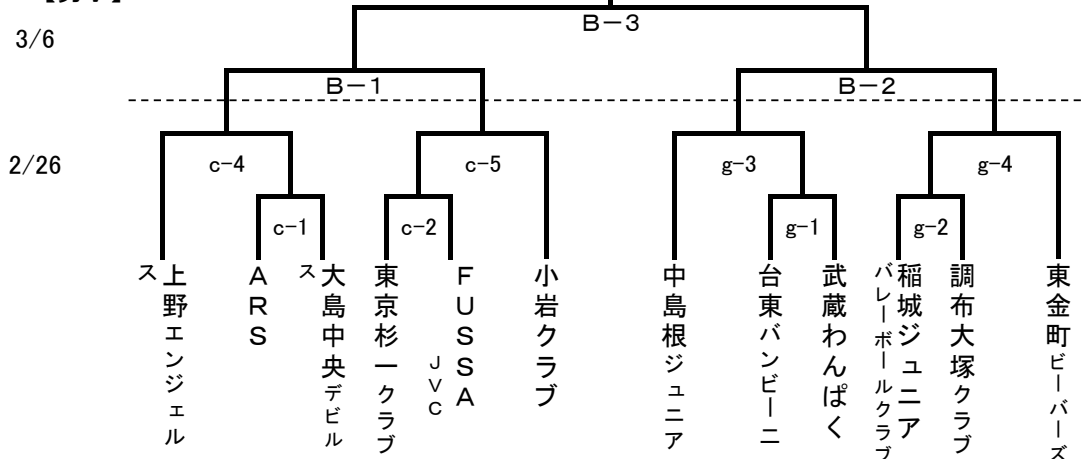 B－3
3/6
B－1
B－2
2/26
c-4
c-5
g-3
g-4
c-1
c-2
g-1
g-2
上野エンジェル
ス
ARS
大島中央デビル
ス
東京杉一クラブ
FUSSA
JVC
小岩クラブ
中島根ジュニア
台東バンビーニ
武蔵わんぱく
稲城ジュニア
バレーボールクラブ
調布大塚クラブ
東金町ビーバーズ